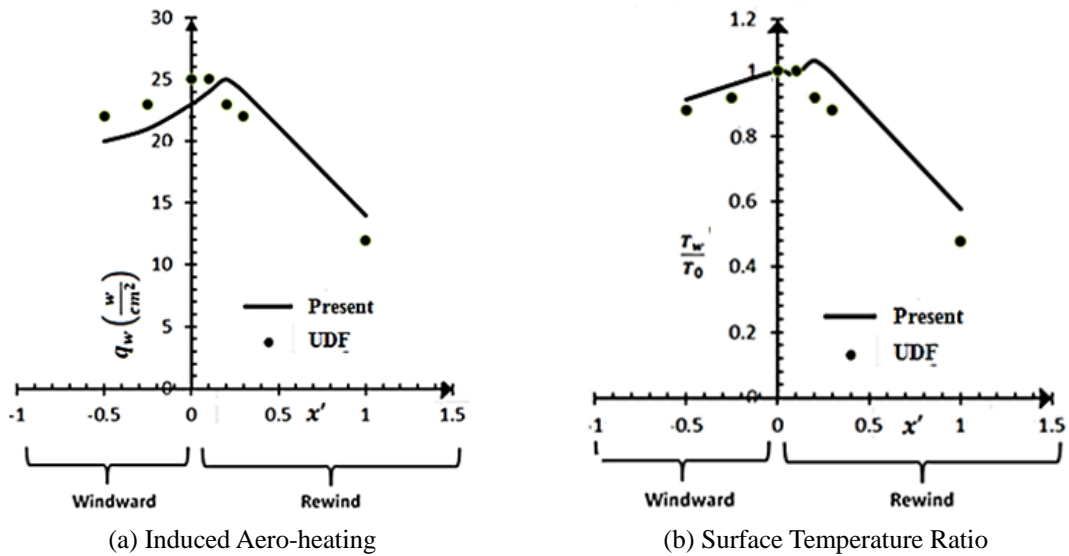 30
25
20
15
10
5
0
-1 -0.5 0 0.5 1 1.5
x'
q_w (w/cm²)
Present
UDF
Windward Rewind
(a) Induced Aero-heating
1.2
1
0.8
0.6
0.4
0.2
0
-1 -0.5 0 0.5 1 1.5
x'
T_w'/T_0
Present
UDF
Windward Rewind
(b) Surface Temperature Ratio